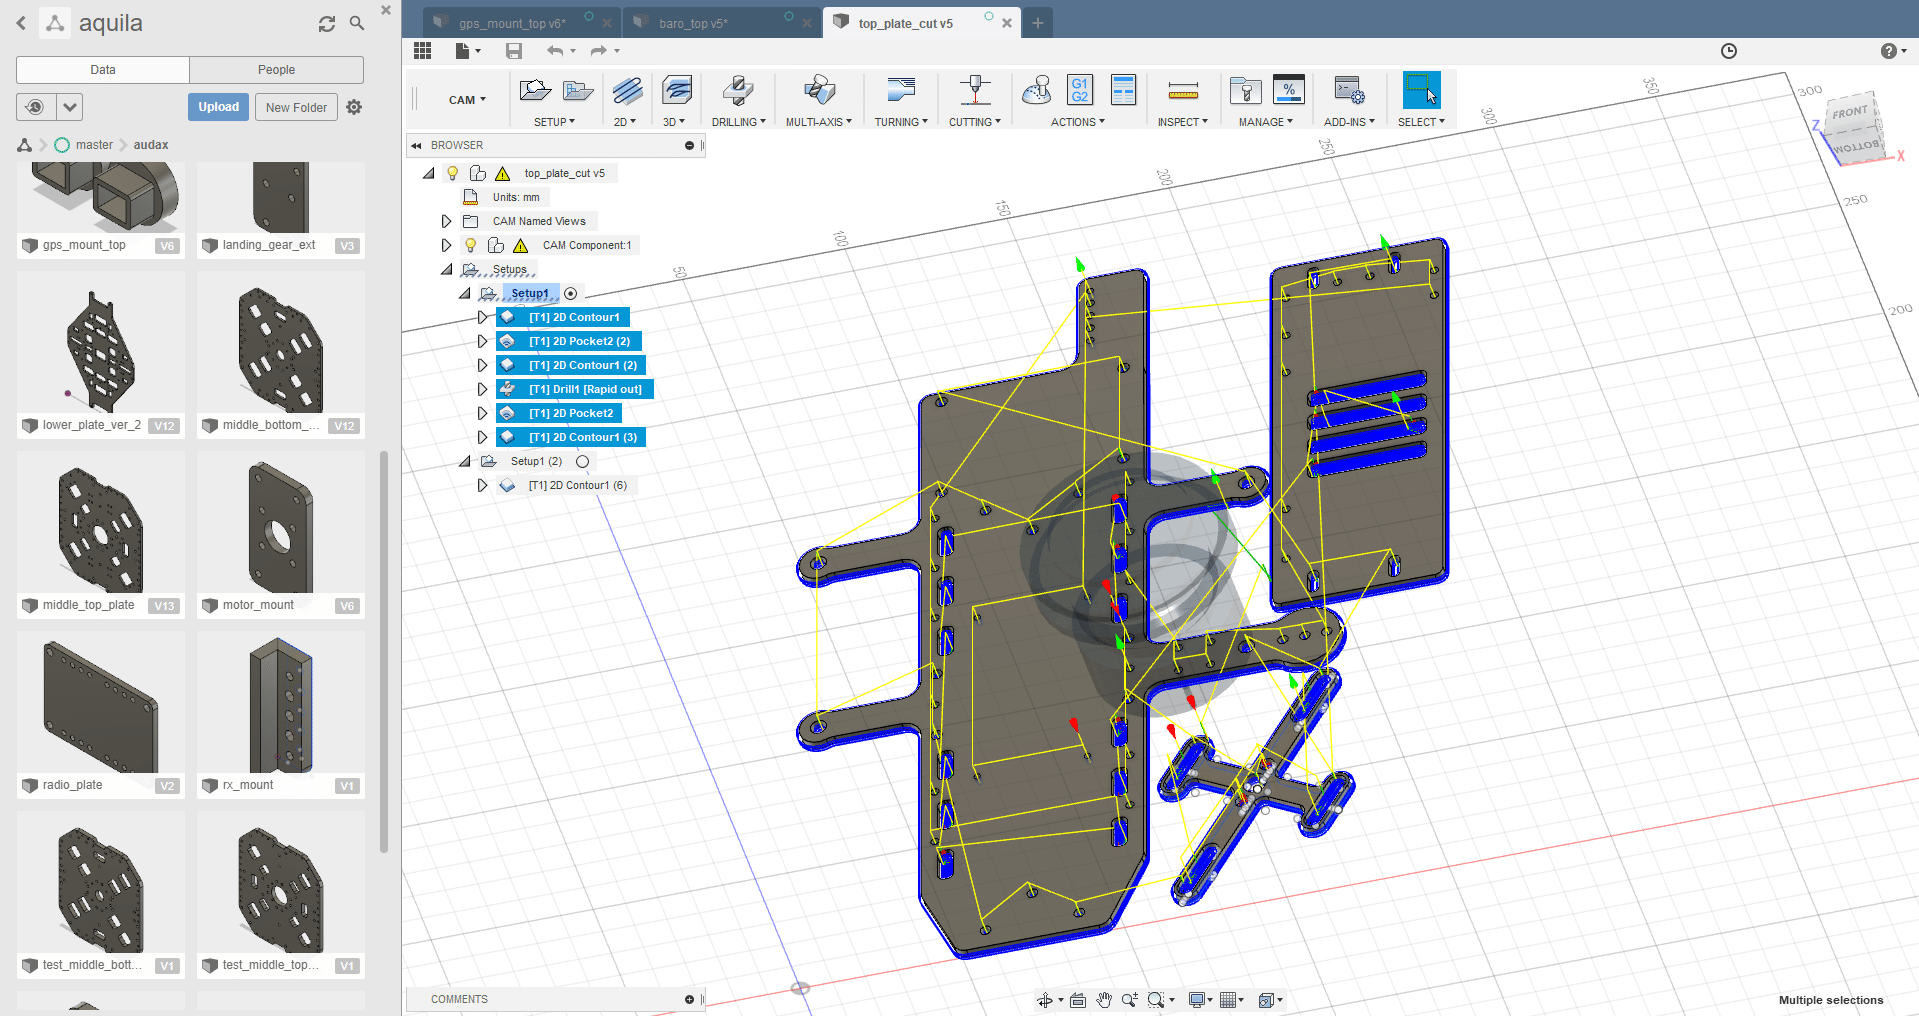 aquila
Data
People
Upload
New Folder
master
audax
gps_mount_top
V6
landing_gear_ext
V3
lower_plate_ver_2
V12
middle_bottom_...
V12
middle_top_plate
V13
motor_mount
V6
radio_plate
V2
rx_mount
V1
test_middle_bott...
V1
test_middle_top...
V1
gps_mount_top v6*
baro_top v5*
top_plate_cut v5
CAM
G1
G2
%
SETUP
2D
3D
DRILLING
MULTI-AXIS
TURNING
CUTTING
ACTIONS
INSPECT
MANAGE
ADD-INS
SELECT
BROWSER
top_plate_cut v5
Units: mm
CAM Named Views
CAM Component:1
Setups
Setup1
[T1] 2D Contour1
[T1] 2D Pocket2 (2)
[T1] 2D Contour1 (2)
[T1] Drill1 [Rapid out]
[T1] 2D Pocket2
[T1] 2D Contour1 (3)
Setup1 (2)
[T1] 2D Contour1 (6)
50
100
150
200
250
300
350
300
250
200
Z
FRONT
BOTTOM
X
COMMENTS
Multiple selections